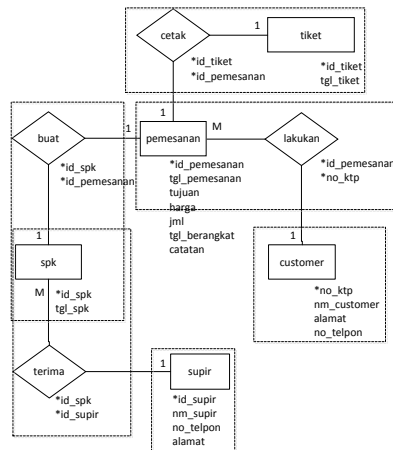 cetak
1
tiket
*id_tiket
*id_pemesanan
*id_tiket
tgl_tiket
1
buat
1
pemesanan
M
lakukan
*id_spk
*id_pemesanan
*id_pemesanan
tgl_pemesanan
tujuan
harga
jml
tgl_berangkat
catatan
*id_pemesanan
*no_ktp
1
spk
1
customer
M
*id_spk
tgl_spk
*no_ktp
nm_customer
alamat
no_telpon
terima
1
supir
*id_spk
*id_supir
*id_supir
nm_supir
no_telpon
alamat